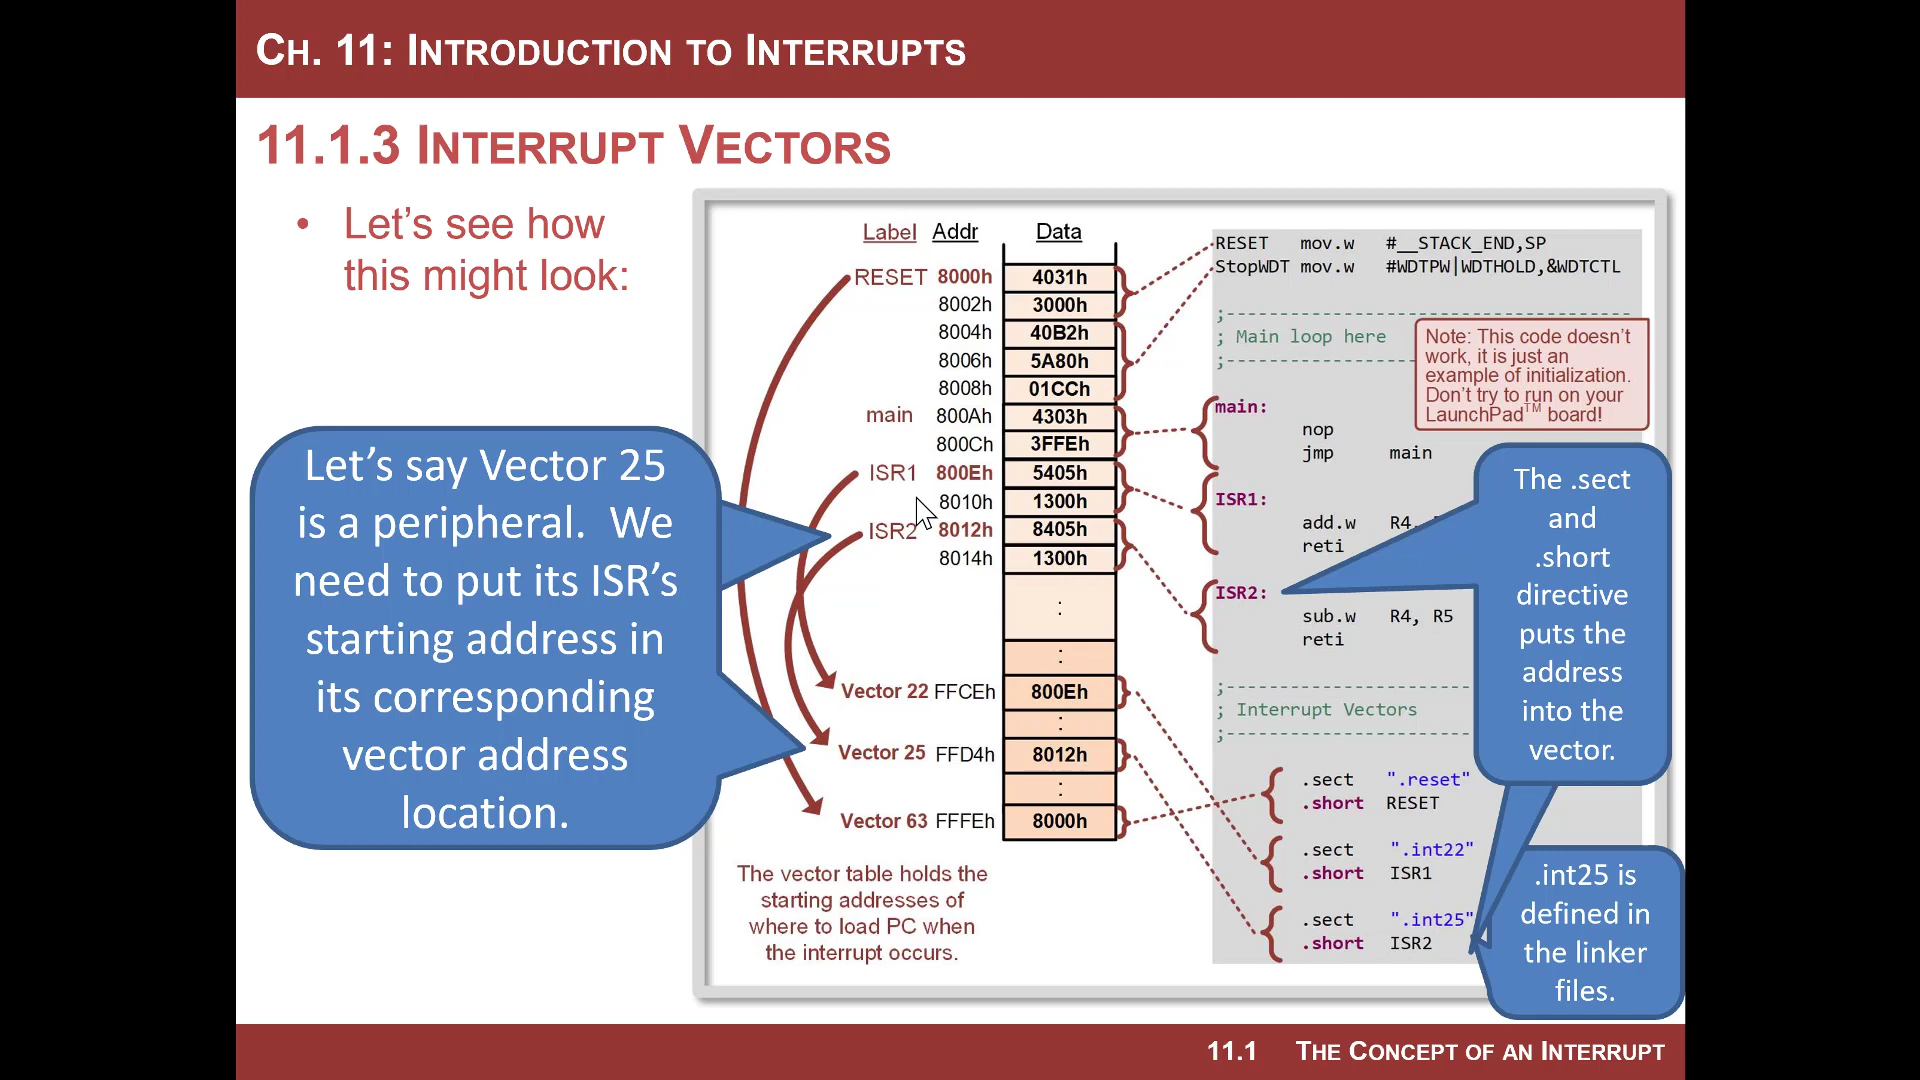 CH. 11: INTRODUCTION TO INTERRUPTS
11.1.3 INTERRUPT VECTORS
• Let’s see how
this might look:
Let’s say Vector 25
is a peripheral. We
need to put its ISR’s
starting address in
its corresponding
vector address
location.
Label Addr Data
RESET 8000h 4031h
8002h 3000h
8004h 40B2h
8006h 5A80h
8008h 01CCh
main 800Ah 4303h
800Ch 3FFEh
ISR1 800Eh 5405h
8010h 1300h
ISR2 8012h 8405h
8014h 1300h
:
:
Vector 22 FFCEh 800Eh
:
Vector 25 FFD4h 8012h
:
Vector 63 FFFEh 8000h
The vector table holds the
starting addresses of
where to load PC when
the interrupt occurs.
RESET mov.w #__STACK_END,SP
StopWDT mov.w #WDTPW|WDTHOLD,&WDTCTL
;----------------------------------------
; Main loop here
;-------------------
Note: This code doesn’t
work, it is just an
example of initialization.
Don’t try to run on your
LaunchPad™ board!
main:
nop
jmp main
ISR1:
add.w R4,
reti
ISR2:
sub.w R4, R5
reti
;------------------------
; Interrupt Vectors
;------------------------
.sect ".reset"
.short RESET
.sect ".int22"
.short ISR1
.sect ".int25"
.short ISR2
The .sect
and
.short
directive
puts the
address
into the
vector.
.int25 is
defined in
the linker
files.
11.1 THE CONCEPT OF AN INTERRUPT